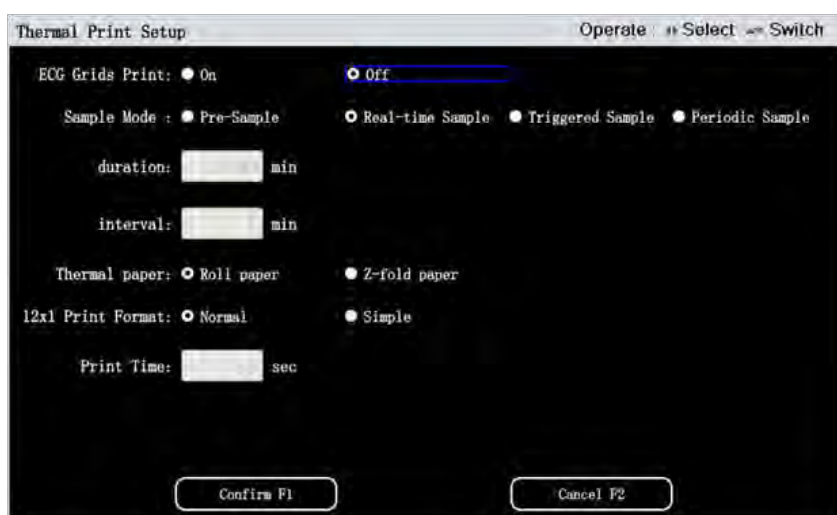 Thermal Print Setup Operate Select Switch
ECG Grids Print: On Off
Sample Mode : Pre-Sample Real-time Sample Triggered Sample Periodic Sample
duration: min
interval: min
Thermal paper: Roll paper Z-fold paper
12x1 Print Format: Normal Simple
Print Time: sec
Confirm F1 Cancel F2